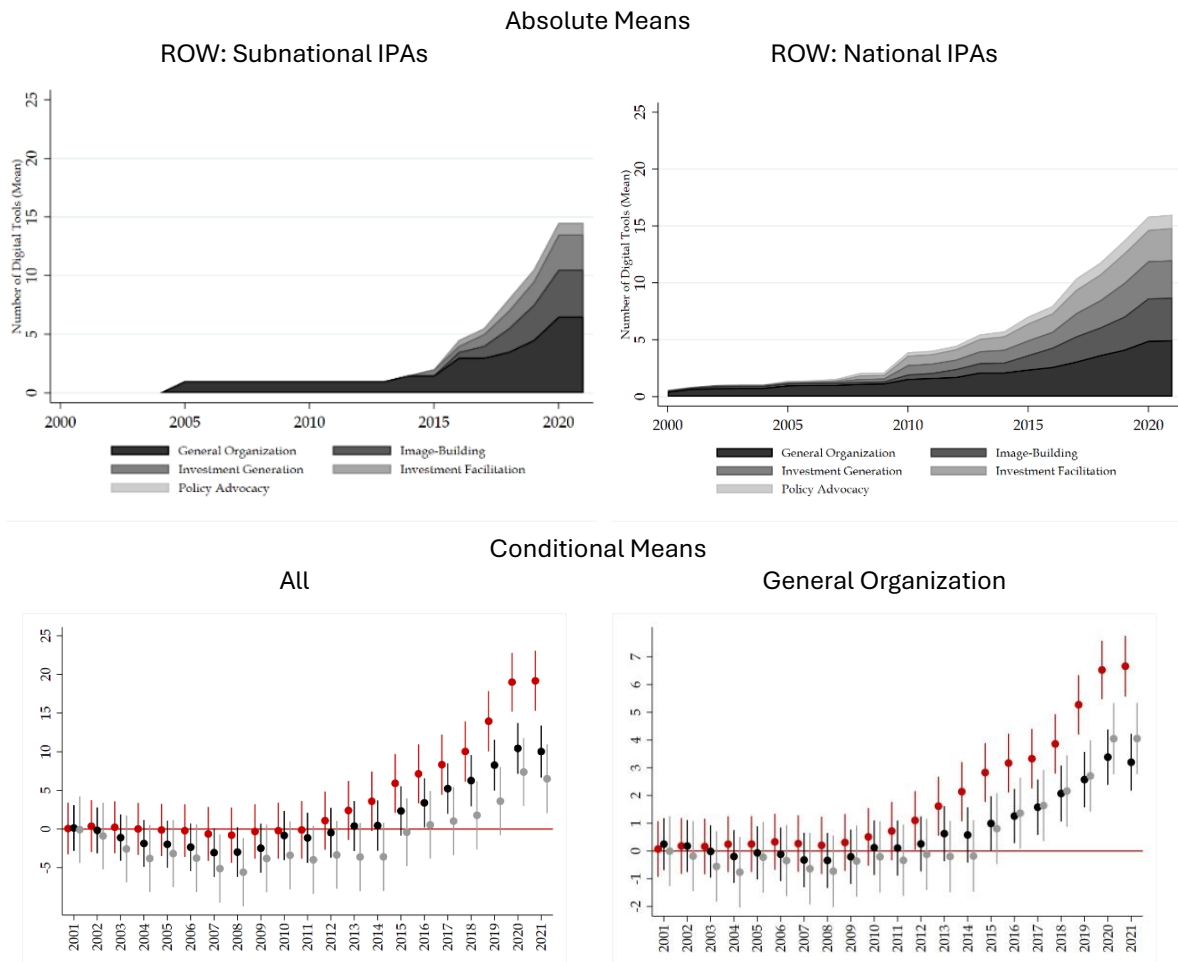 Absolute Means
ROW: Subnational IPAs
ROW: National IPAs
Number of Digital Tools (Mean)
25
20
15
10
5
0
2000 2005 2010 2015 2020
General Organization Image-Building
Investment Generation Investment Facilitation
Policy Advocacy
Number of Digital Tools (Mean)
25
20
15
10
5
0
2000 2005 2010 2015 2020
General Organization Image-Building
Investment Generation Investment Facilitation
Policy Advocacy
Conditional Means
All
General Organization
25
20
15
10
5
0
-5
2001 2002 2003 2004 2005 2006 2007 2008 2009 2010 2011 2012 2013 2014 2015 2016 2017 2018 2019 2020 2021
7
6
5
4
3
2
1
0
-1
-2
2001 2002 2003 2004 2005 2006 2007 2008 2009 2010 2011 2012 2013 2014 2015 2016 2017 2018 2019 2020 2021